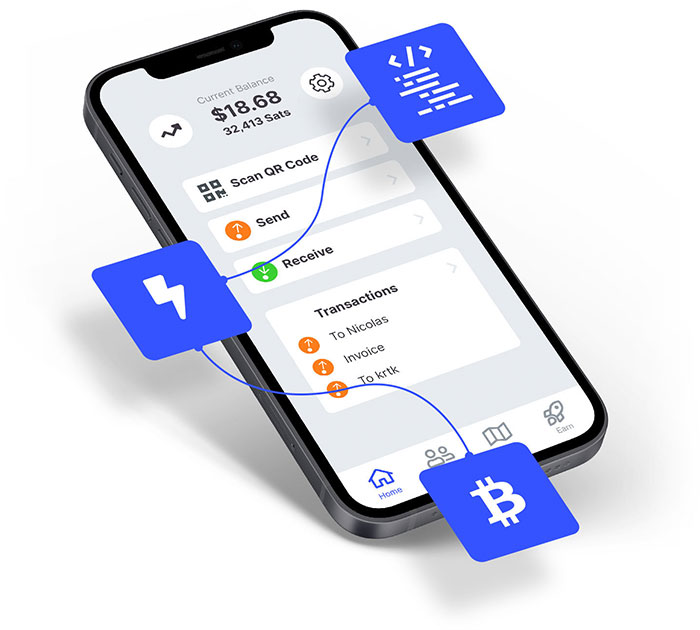 Current Balance
$18.68
32,413 Sats
Scan QR Code
Send
Receive
Transactions
To Nicolas
Invoice
To krtk
Home
Earn